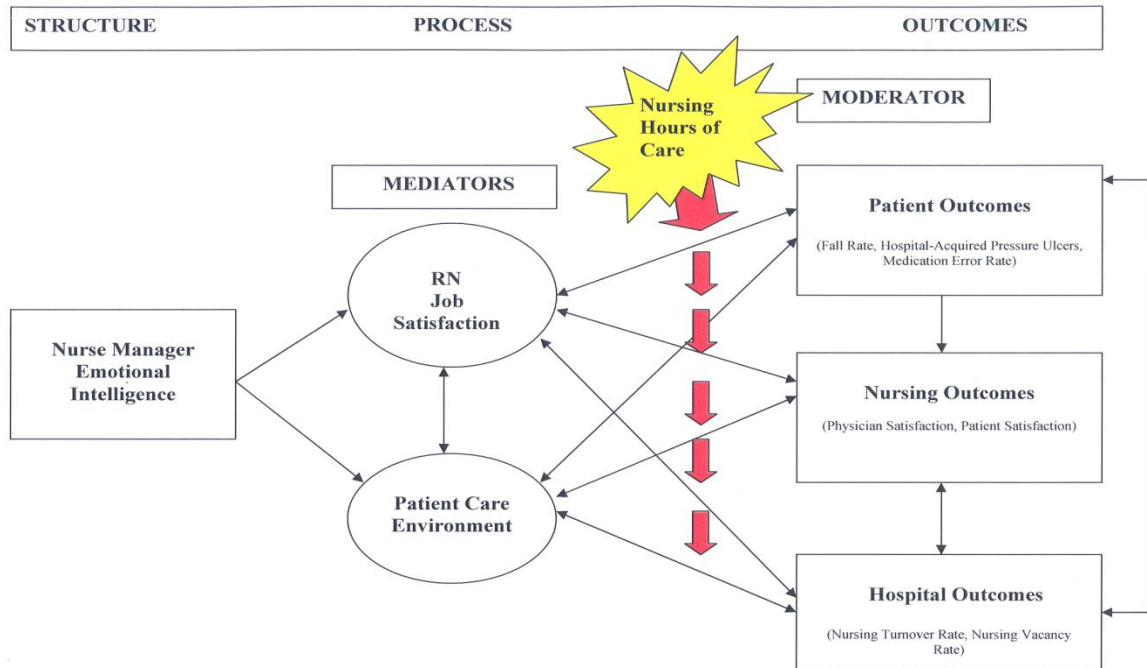 STRUCTURE PROCESS OUTCOMES
Nursing
Hours of
Care
MODERATOR
MEDIATORS
RN
Job
Satisfaction
Patient Outcomes
(Fall Rate, Hospital-Acquired Pressure Ulcers,
Medication Error Rate)
Nurse Manager
Emotional
Intelligence
Nursing Outcomes
(Physician Satisfaction, Patient Satisfaction)
Patient Care
Environment
Hospital Outcomes
(Nursing Turnover Rate, Nursing Vacancy
Rate)